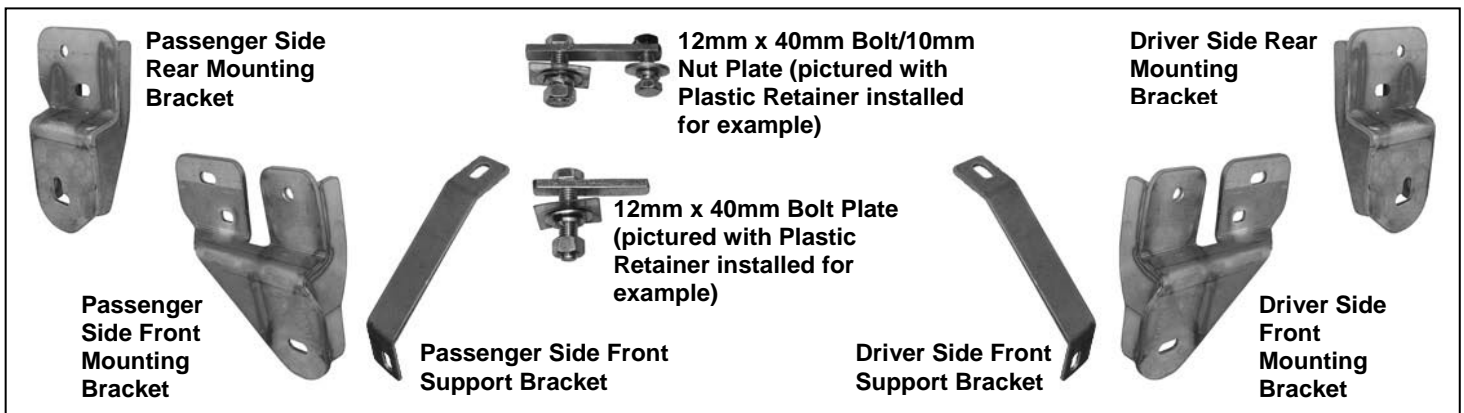 Passenger Side
Rear Mounting
Bracket
12mm x 40mm Bolt/10mm
Nut Plate (pictured with
Plastic Retainer installed
for example)
Driver Side Rear
Mounting
Bracket
12mm x 40mm Bolt Plate
(pictured with Plastic
Retainer installed for
example)
Passenger
Side Front
Mounting
Bracket
Passenger Side Front
Support Bracket
Driver Side Front
Support Bracket
Driver Side
Front
Mounting
Bracket